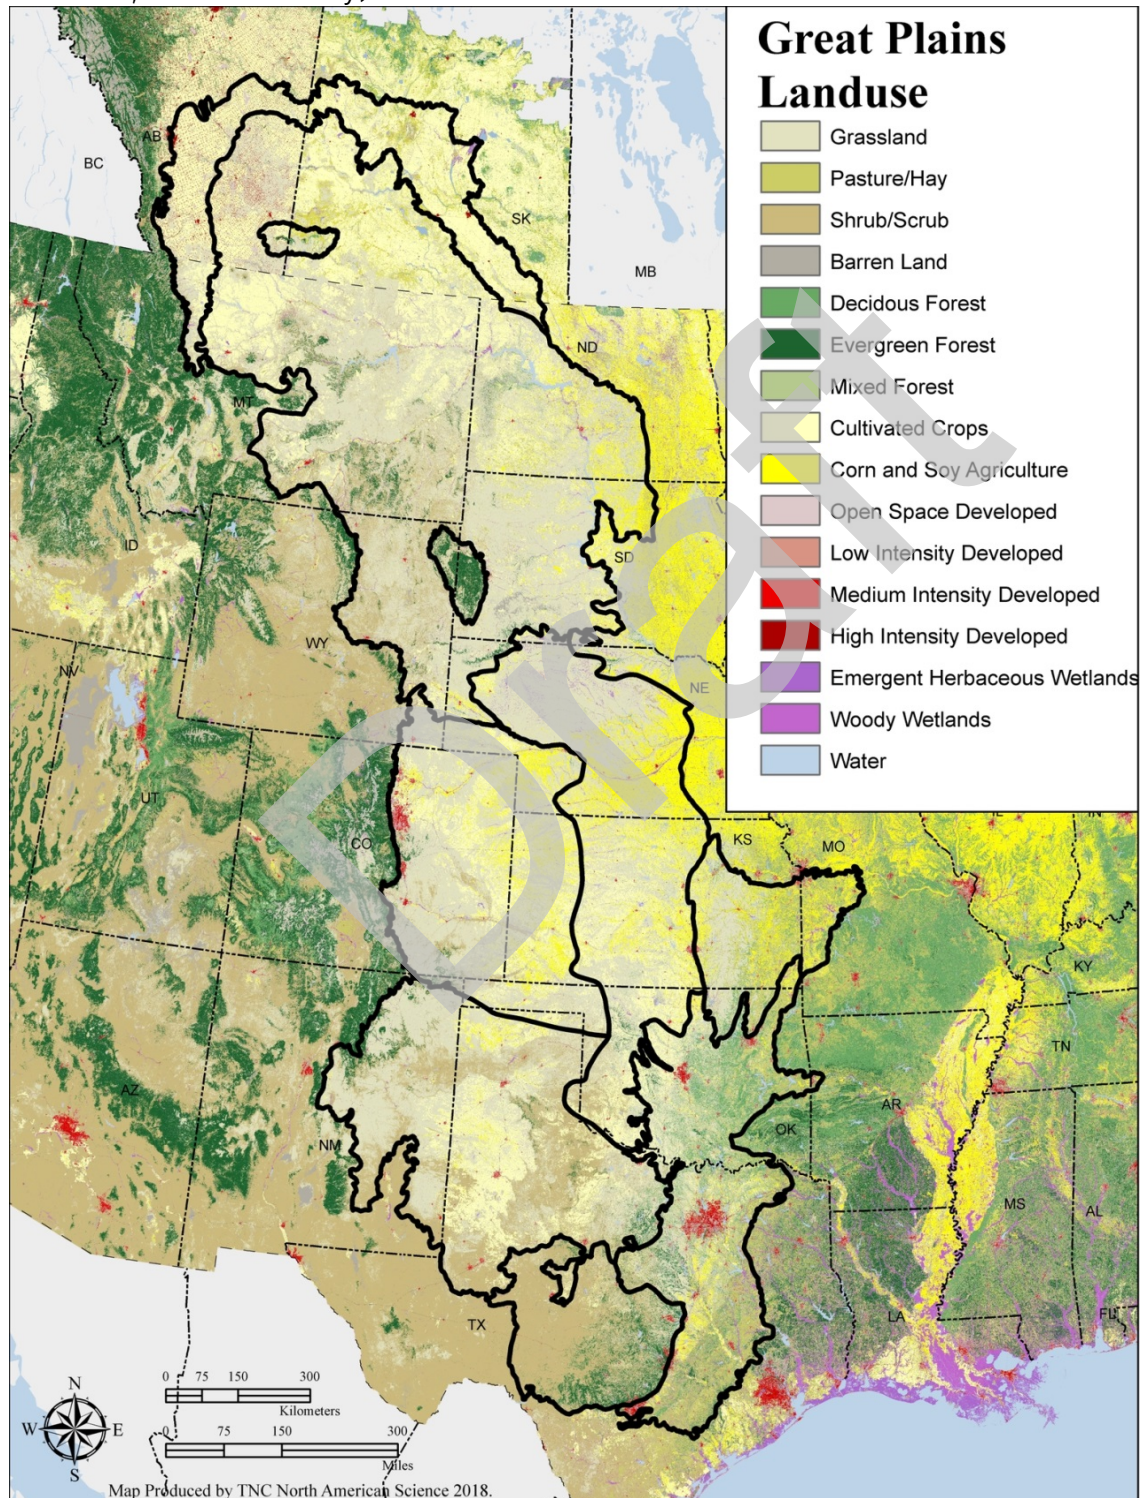 Great Plains
Landuse
Grassland
Pasture/Hay
Shrub/Scrub
Barren Land
Decidous Forest
Evergreen Forest
Mixed Forest
Cultivated Crops
Corn and Soy Agriculture
Open Space Developed
Low Intensity Developed
Medium Intensity Developed
High Intensity Developed
Emergent Herbaceous Wetlands
Woody Wetlands
Water
Draft
AB
BC
SK
MB
ND
MT
ID
SD
WY
NV
NE
UT
CO
KS
MO
IL
IN
KY
TN
AZ
NM
OK
AR
MS
AL
TX
LA
FL
N
W E
S
0 75 150 300
Kilometers
0 75 150 300
Miles
Map Produced by TNC North American Science 2018.